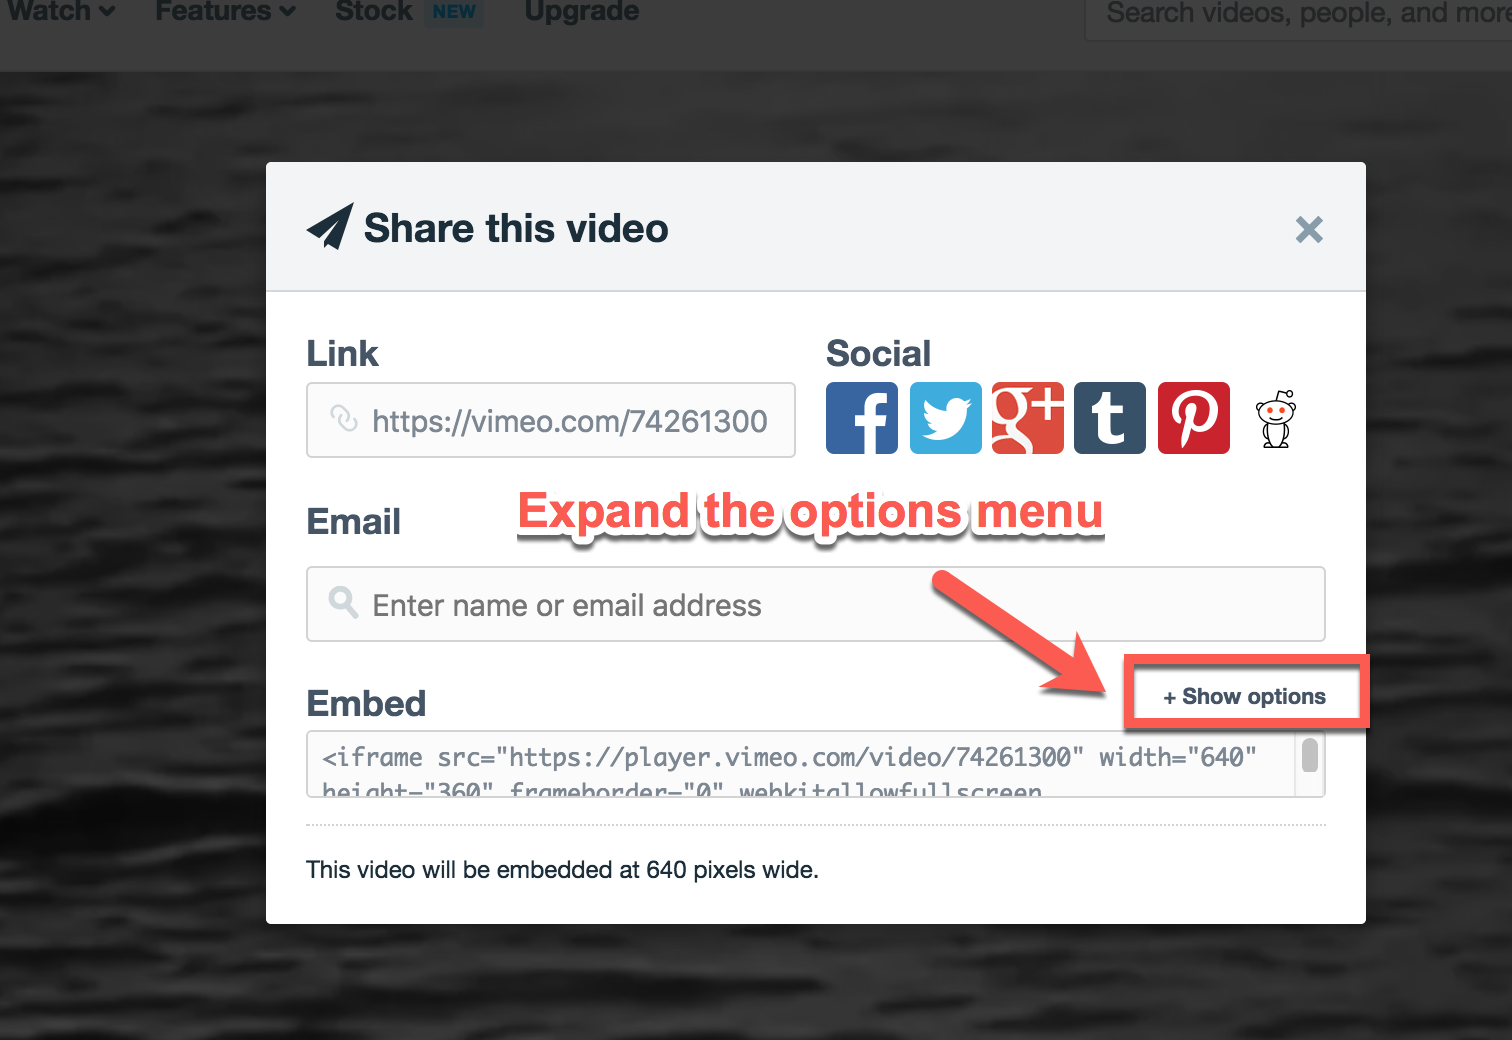 Watch
Features
Stock NEW
Upgrade
Search videos, people, and more
Share this video
Link
Social
https://vimeo.com/74261300
Expand the options menu
Email
Enter name or email address
+ Show options
Embed
<iframe src="https://player.vimeo.com/video/74261300" width="640"
height="360" frameborder="0" webkitallowfullscreen
This video will be embedded at 640 pixels wide.